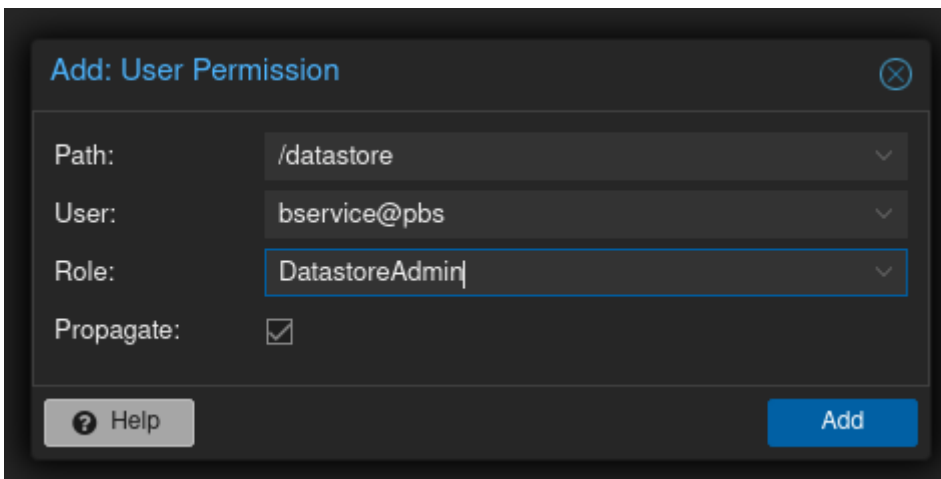 Add: User Permission
Path: /datastore
User: bservice@pbs
Role: DatastoreAdmin
Propagate:
Help Add